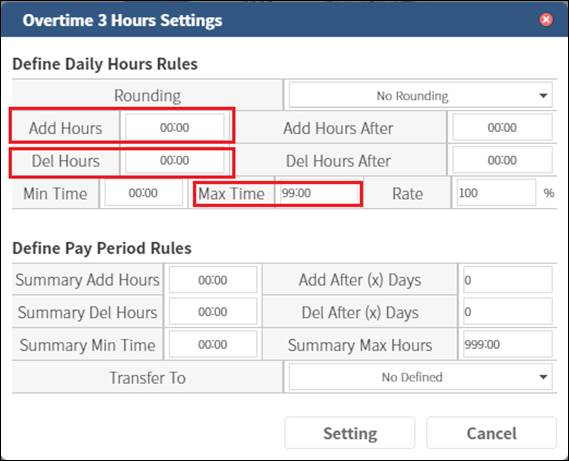 Overtime 3 Hours Settings
Define Daily Hours Rules
Rounding No Rounding
Add Hours 00:00 Add Hours After 00:00
Del Hours 00:00 Del Hours After 00:00
Min Time 00:00 Max Time 99:00 Rate 100 %
Define Pay Period Rules
Summary Add Hours 00:00 Add After (x) Days 0
Summary Del Hours 00:00 Del After (x) Days 0
Summary Min Time 00:00 Summary Max Hours 999:00
Transfer To No Defined
Setting Cancel